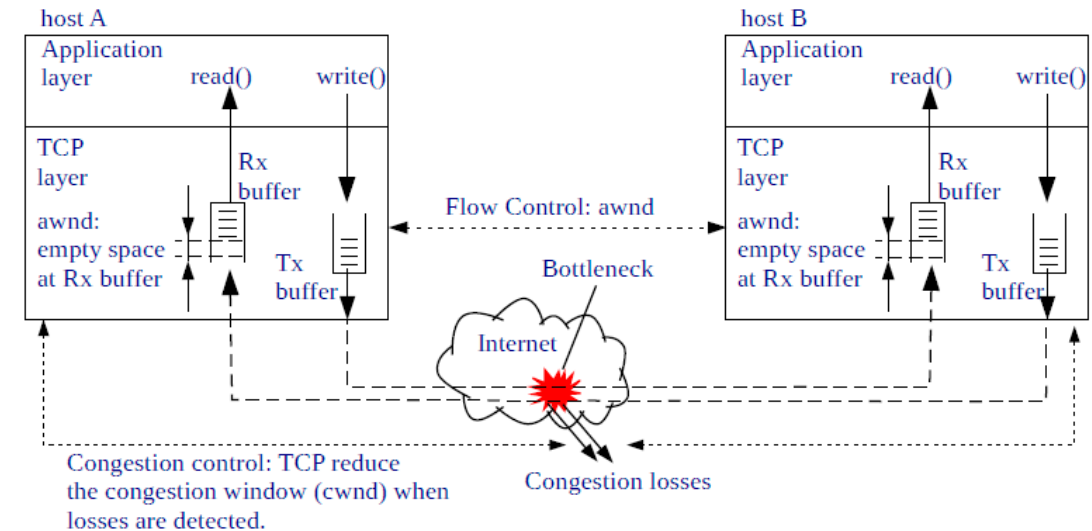 host A
Application
layer
read()
write()
TCP
layer
Rx
buffer
awnd:
empty space
at Rx buffer
Tx
buffer
Flow Control: awnd
Bottleneck
Internet
Congestion losses
Congestion control: TCP reduce
the congestion window (cwnd) when
losses are detected.
host B
Application
layer
read()
write()
TCP
layer
Rx
buffer
awnd:
empty space
at Rx buffer
Tx
buffer